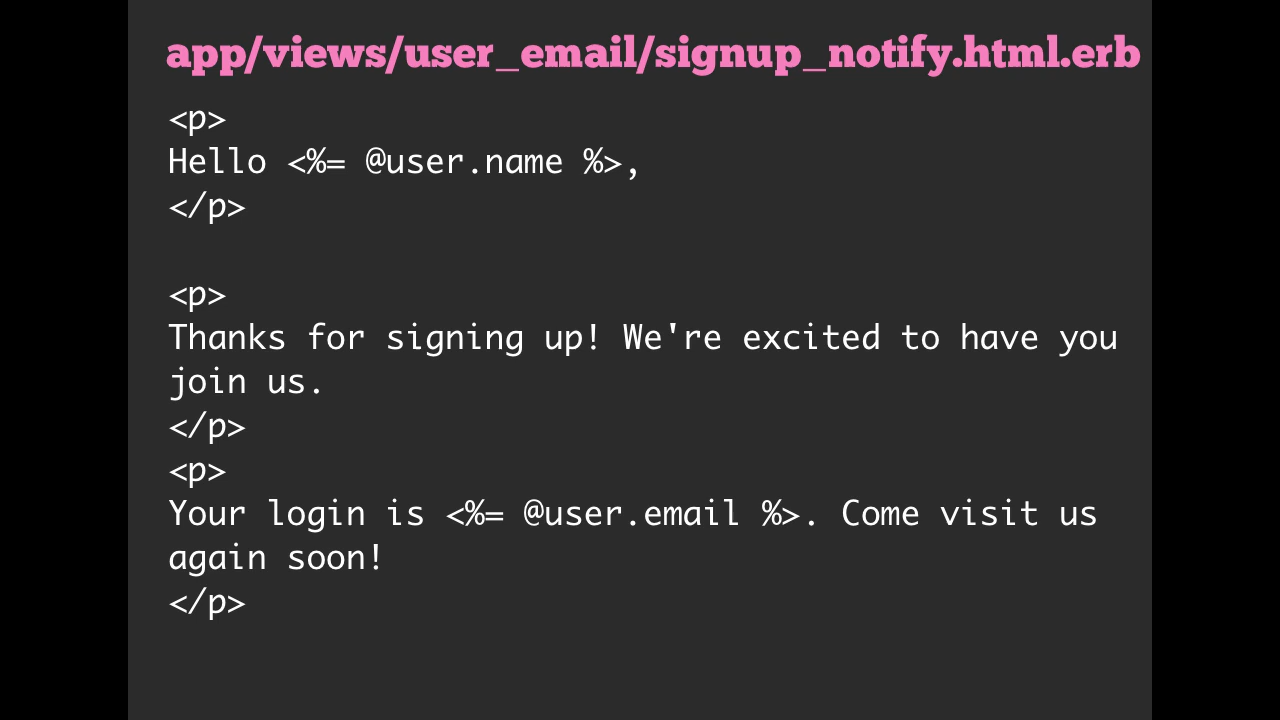 app/views/user_email/signup_notify.html.erb
<p>
Hello <%= @user.name %>,
</p>
<p>
Thanks for signing up! We're excited to have you
join us.
</p>
<p>
Your login is <%= @user.email %>. Come visit us
again soon!
</p>